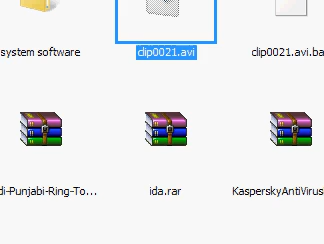 system software
clip0021.avi
clip0021.avi.ba
di-Punjabi-Ring-To...
ida.rar
KasperskyAntiVirus